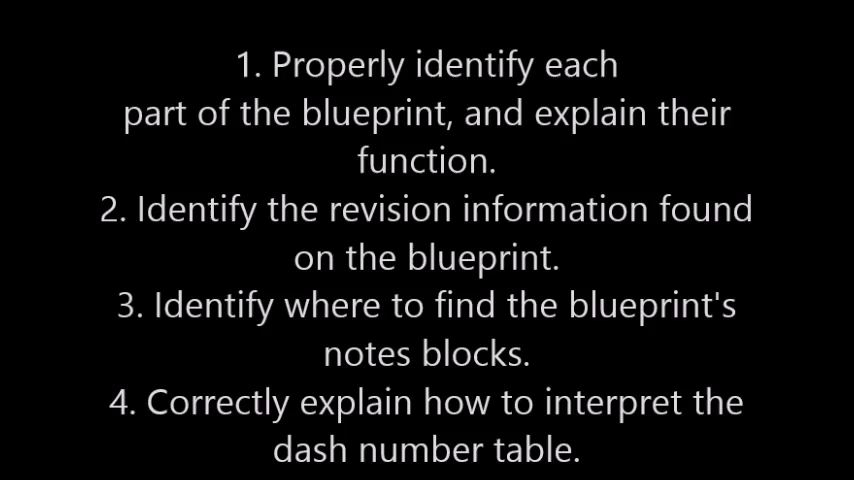 1. Properly identify each
part of the blueprint, and explain their
function.
2. Identify the revision information found
on the blueprint.
3. Identify where to find the blueprint's
notes blocks.
4. Correctly explain how to interpret the
dash number table.